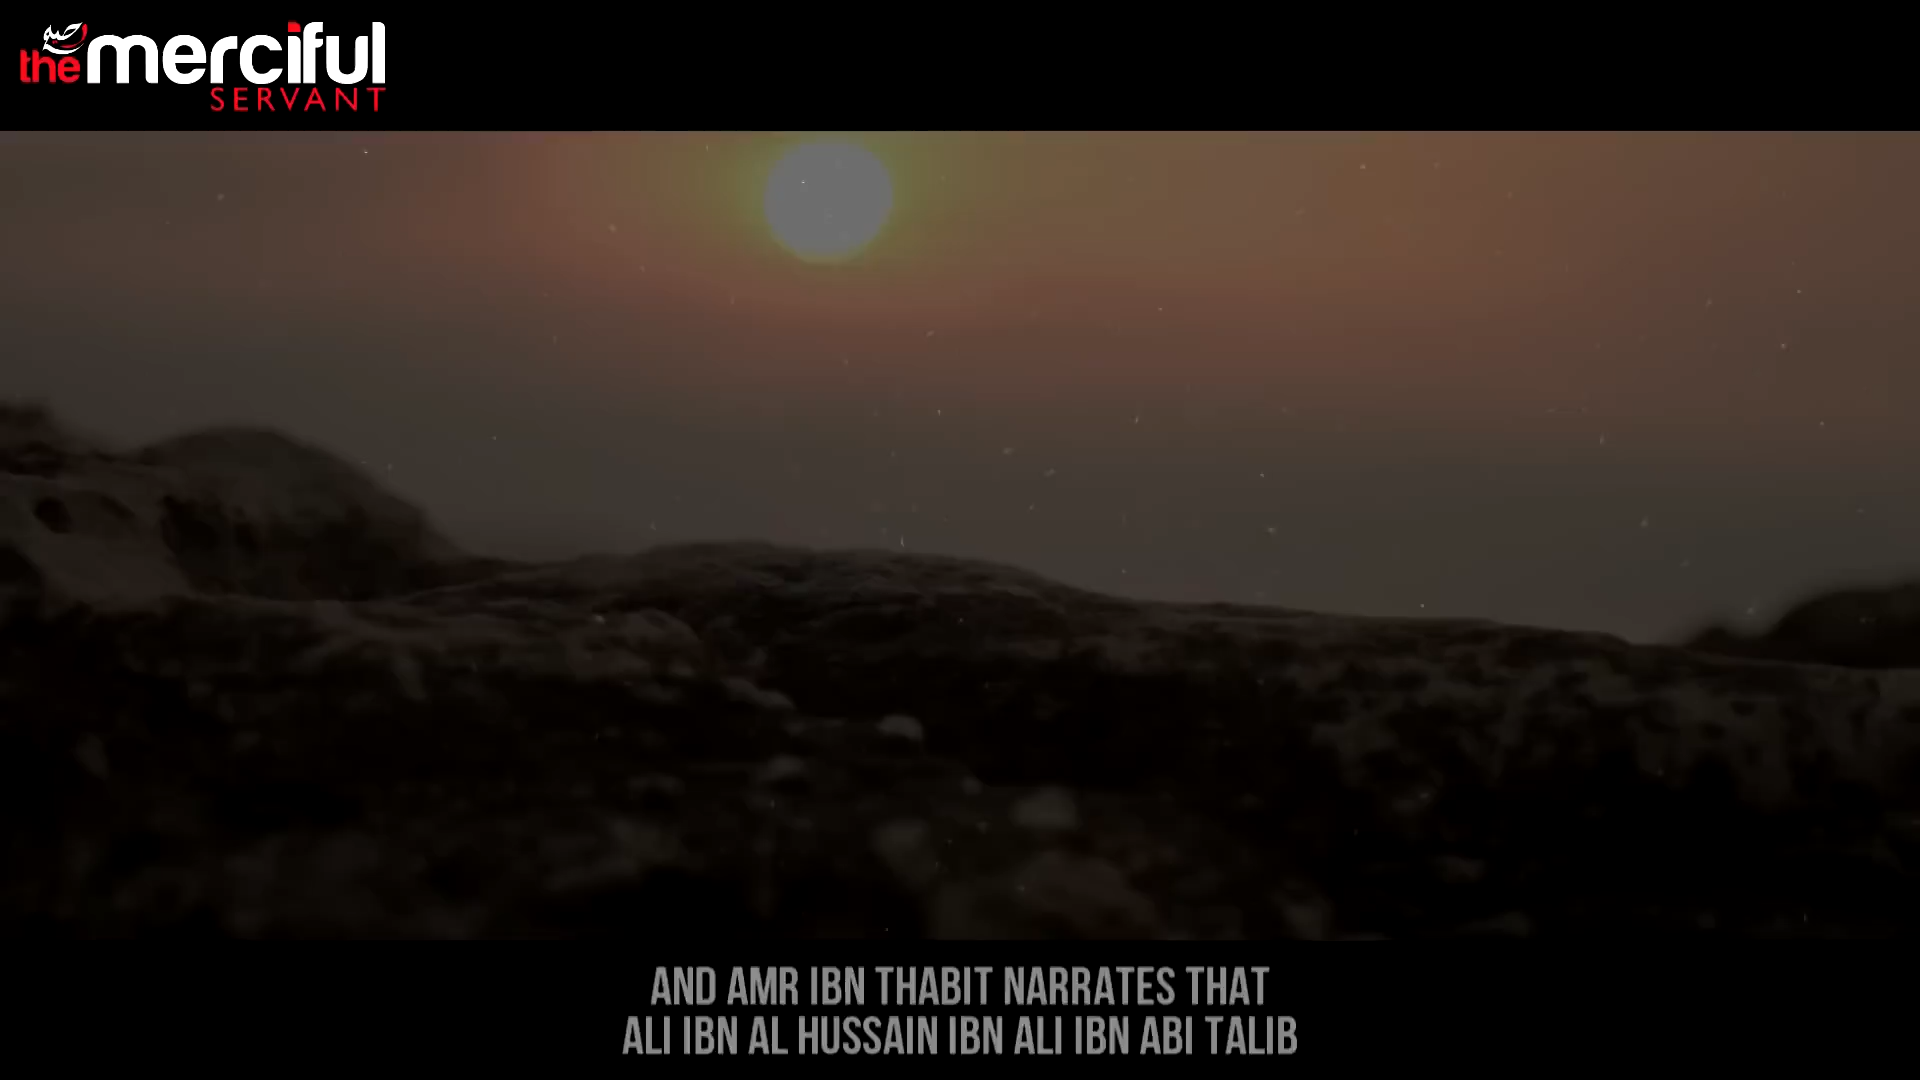 the merciful
SERVANT
AND AMR IBN THABIT NARRATES THAT
ALI IBN AL HUSSAIN IBN ALI IBN ABI TALIB